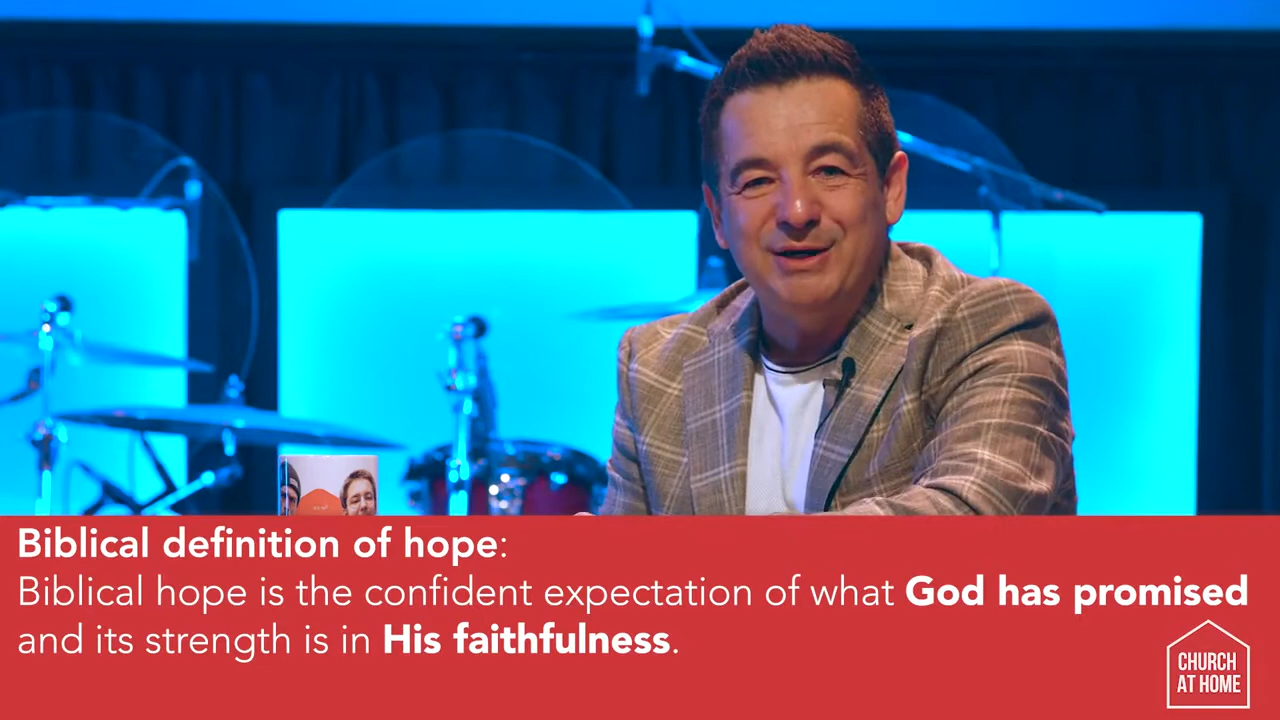 Biblical definition of hope:
Biblical hope is the confident expectation of what God has promised
and its strength is in His faithfulness.
CHURCH
AT HOME